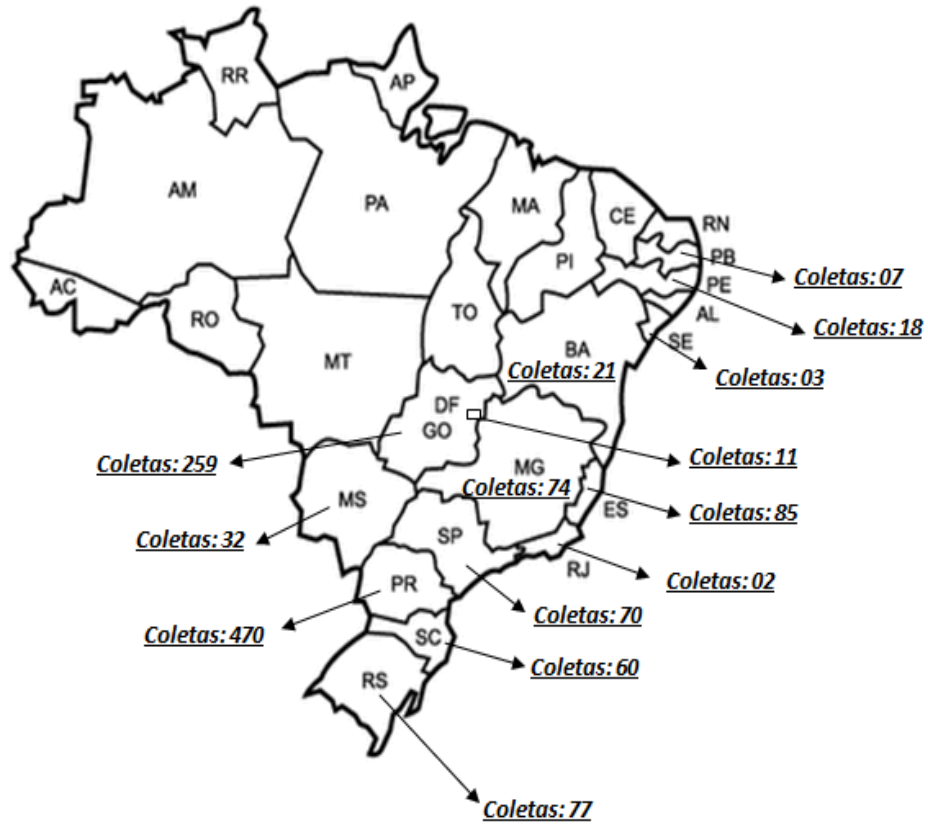 RR
AP
AM
PA
MA
CE
RN
PB
PI
Coletas: 07
PE
AC
TO
AL
RO
Coletas: 18
SE
BA
MT
Coletas: 21
Coletas: 03
DF
GO
Coletas: 259
MG
Coletas: 11
Coletas: 74
MS
ES
Coletas: 85
Coletas: 32
SP
RJ
Coletas: 02
PR
Coletas: 70
Coletas: 470
SC
Coletas: 60
RS
Coletas: 77